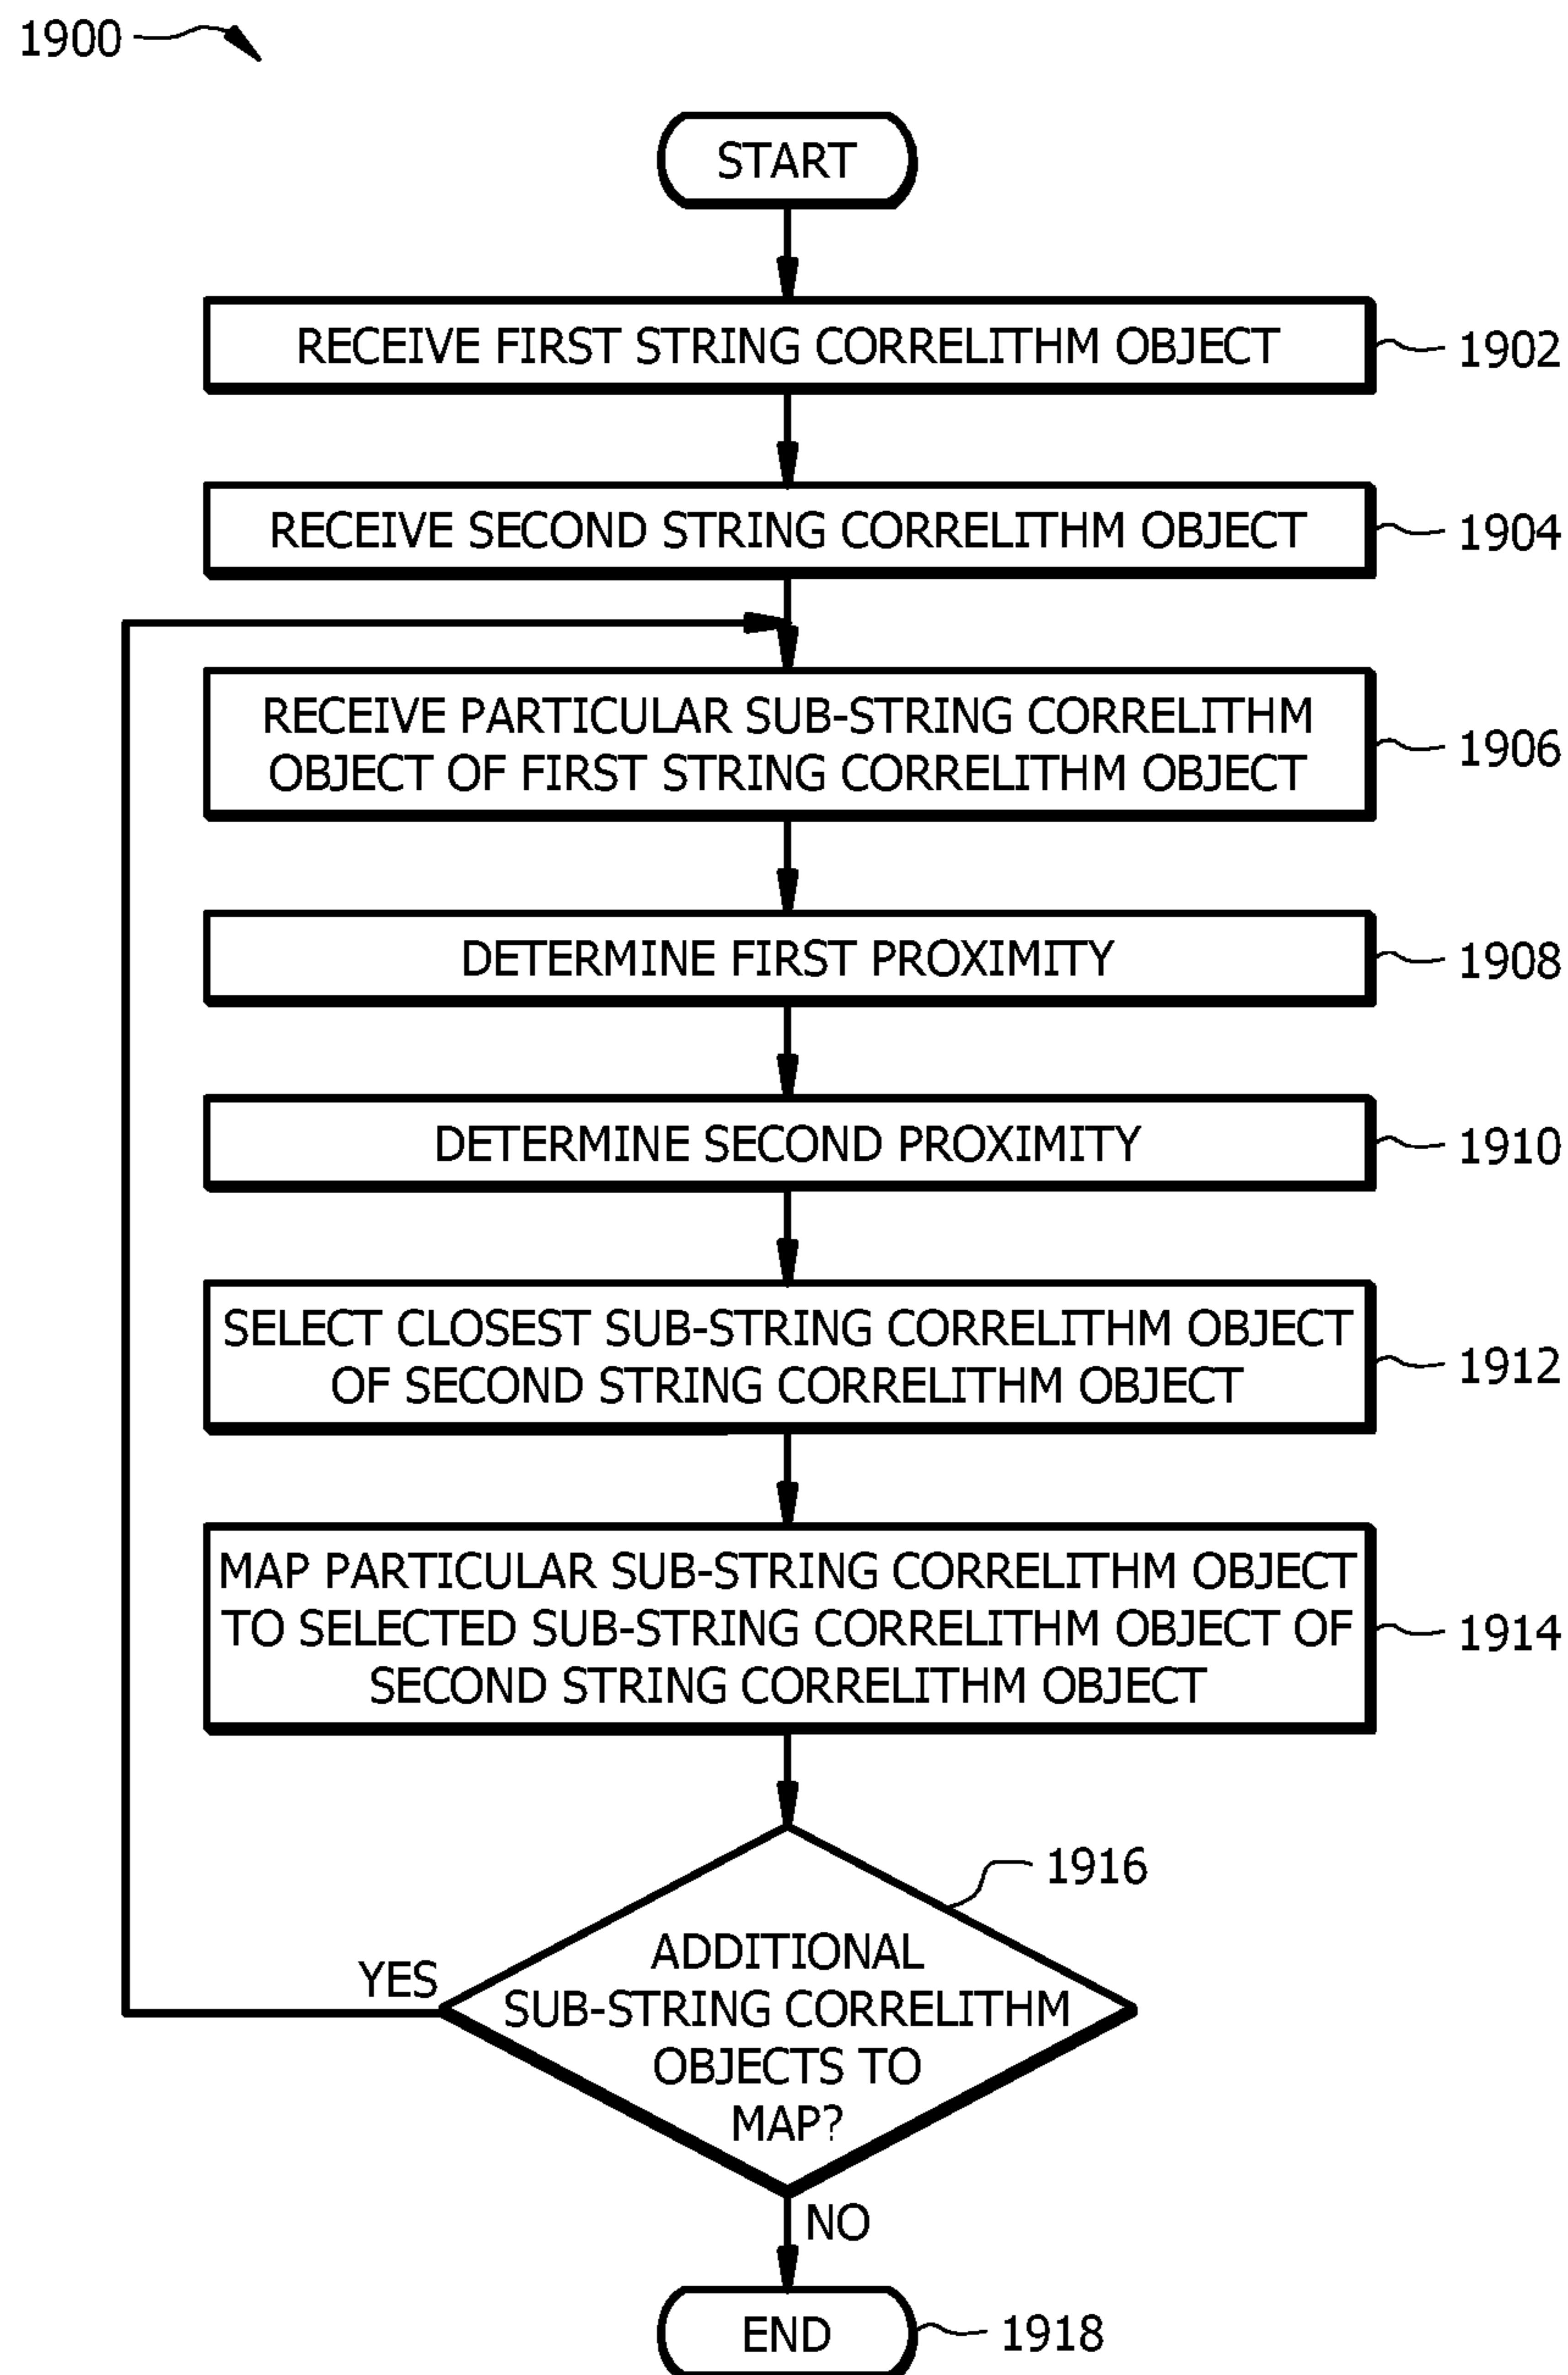 1900
START
RECEIVE FIRST STRING CORRELITHM OBJECT
1902
RECEIVE SECOND STRING CORRELITHM OBJECT
1904
RECEIVE PARTICULAR SUB-STRING CORRELITHM
OBJECT OF FIRST STRING CORRELITHM OBJECT
1906
DETERMINE FIRST PROXIMITY
1908
DETERMINE SECOND PROXIMITY
1910
SELECT CLOSEST SUB-STRING CORRELITHM OBJECT
OF SECOND STRING CORRELITHM OBJECT
1912
MAP PARTICULAR SUB-STRING CORRELITHM OBJECT
TO SELECTED SUB-STRING CORRELITHM OBJECT OF
SECOND STRING CORRELITHM OBJECT
1914
1916
ADDITIONAL
SUB-STRING CORRELITHM
OBJECTS TO
MAP?
YES
NO
END
1918